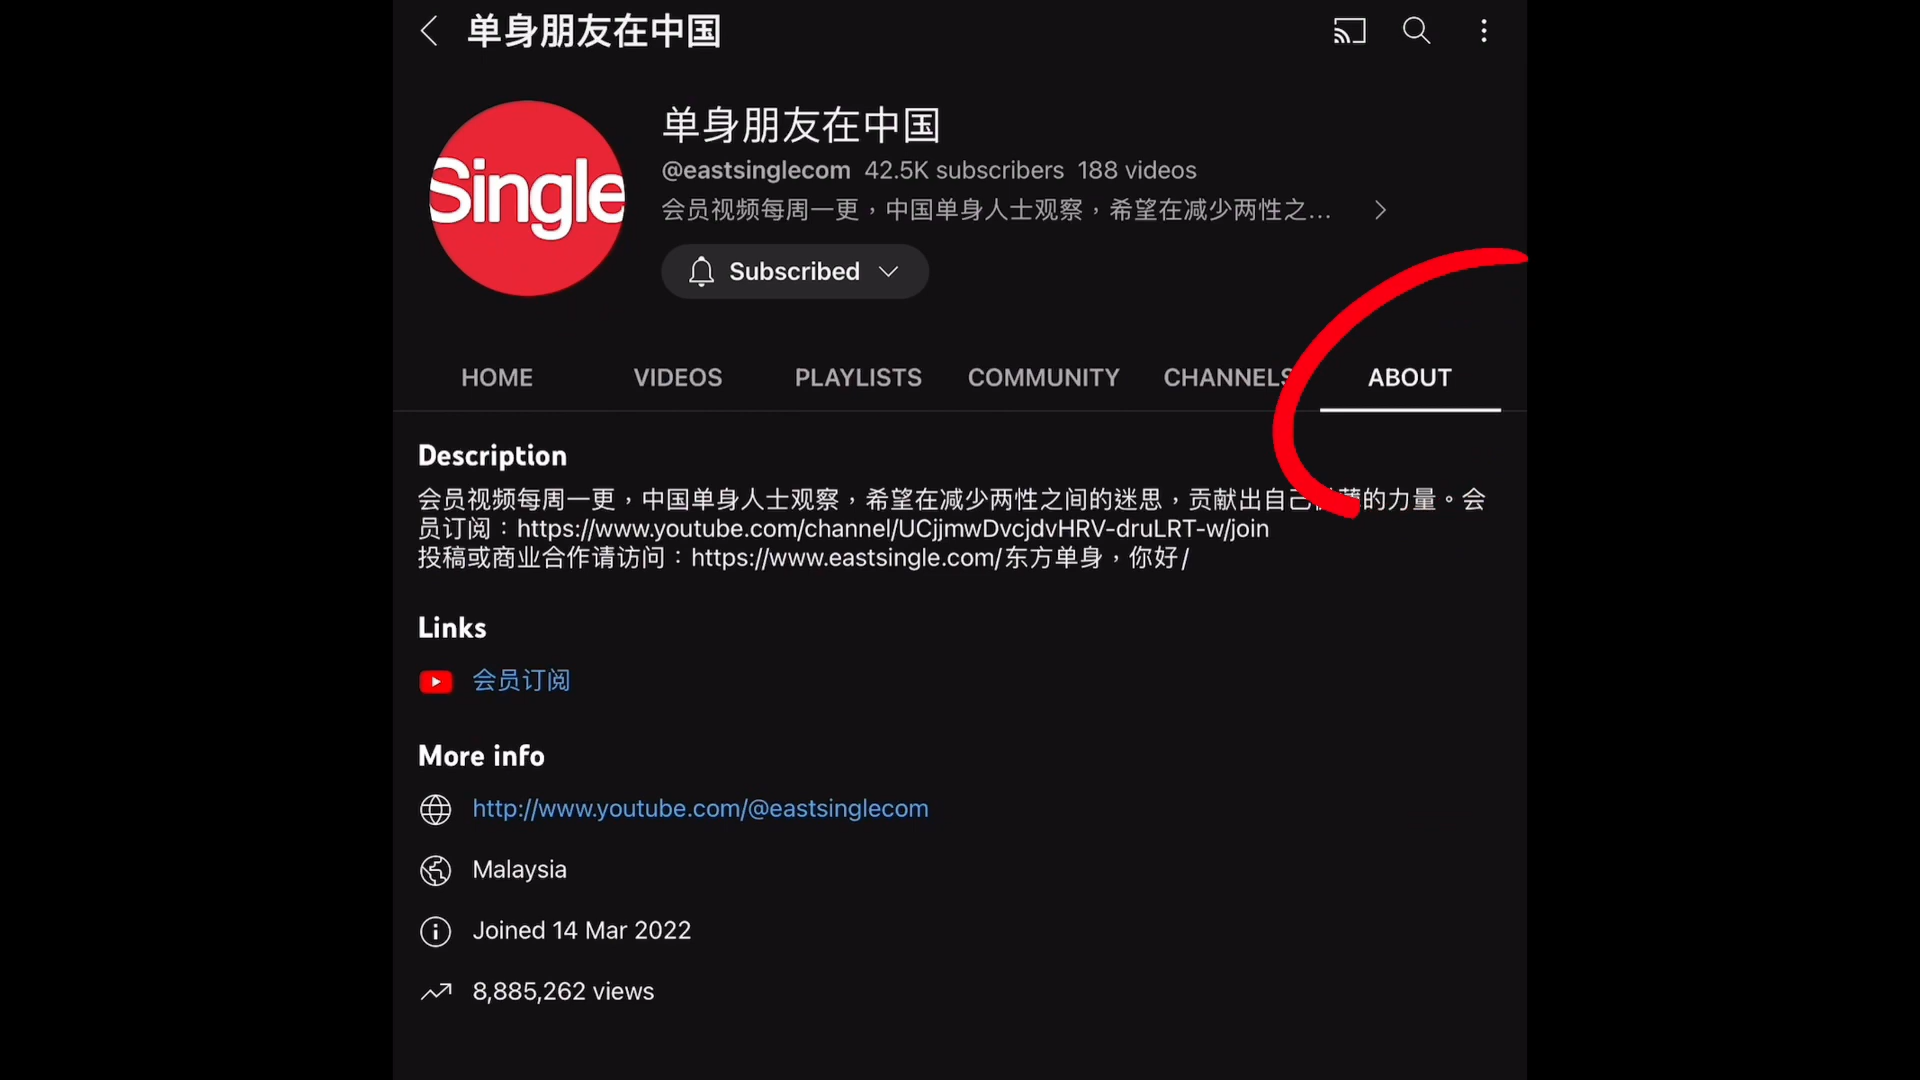 单身朋友在中国
Single
单身朋友在中国
@eastsinglecom 42.5K subscribers 188 videos
会员视频每周一更，中国单身人士观察，希望在减少两性之...
Subscribed
HOME VIDEOS PLAYLISTS COMMUNITY CHANNELS ABOUT
Description
会员视频每周一更，中国单身人士观察，希望在减少两性之间的迷思，贡献出自己的力量。会
员订阅：https://www.youtube.com/channel/UCjjmwDvcjdvHRV-druLRT-w/join
投稿或商业合作请访问：https://www.eastsingle.com/东方单身，你好/
Links
会员订阅
More info
http://www.youtube.com/@eastsinglecom
Malaysia
Joined 14 Mar 2022
8,885,262 views